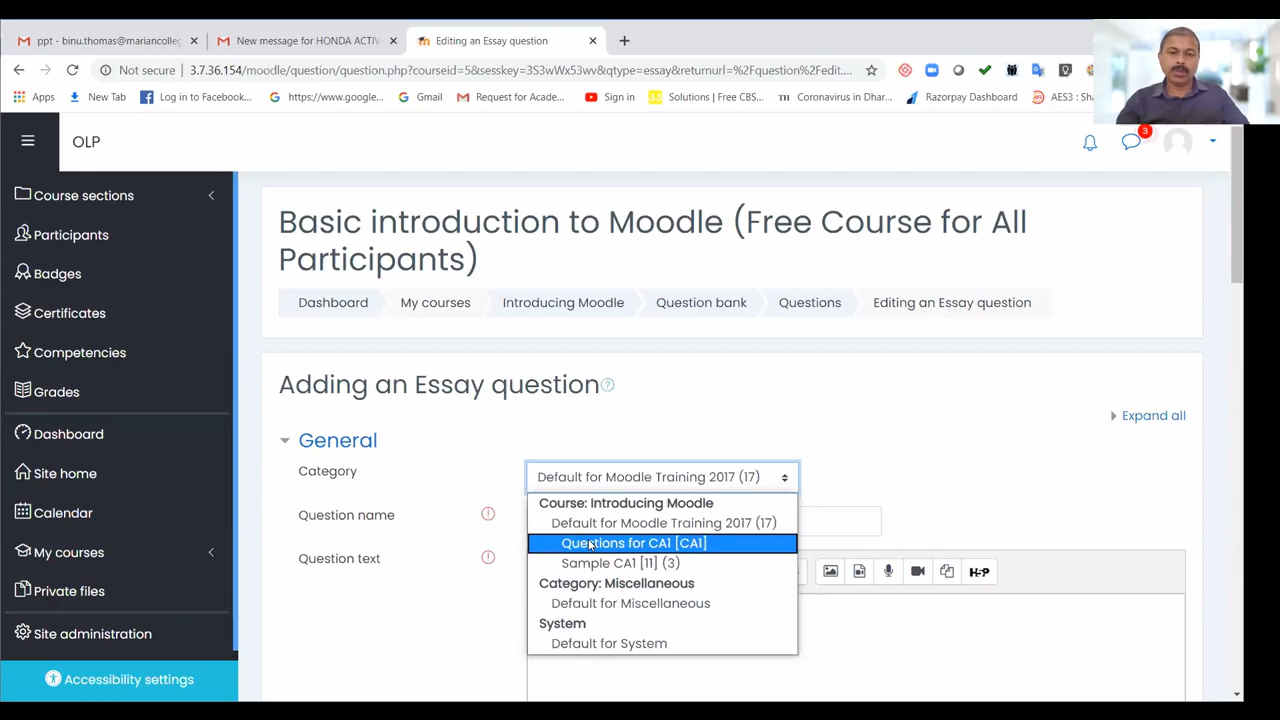 ppt - binu.thomas@mariancolleg
New message for HONDA ACTIV
Editing an Essay question
Not secure
3.7.36.154/moodle/question/question.php?courseid=
key=3S3wWx53wv&qtype=essay&returnurl=%2Fquestion%2Fedit....
Apps
New Tab
Log in to Facebook...
https://www.google...
Gmail
Request for Acade...
Sign in
Solutions | Free CBS...
TH Coronavirus in Dhar...
Razorpay Dashboard
AES3 : Sha
OLP
3
Course sections
Participants
Badges
Certificates
Competencies
Grades
Dashboard
Site home
Calendar
My courses
Private files
Site administration
Accessibility settings
Basic introduction to Moodle (Free Course for All
Participants)
Dashboard
My courses
Introducing Moodle
Question bank
Questions
Editing an Essay question
Adding an Essay question
Expand all
General
Category
Default for Moodle Training 2017 (17)
Course: Introducing Moodle
Question name
Default for Moodle Training 2017 (17)
Questions for CA1 [CA1]
Question text
Sample CA1 [11] (3)
H5P
Category: Miscellaneous
Default for Miscellaneous
System
Default for System